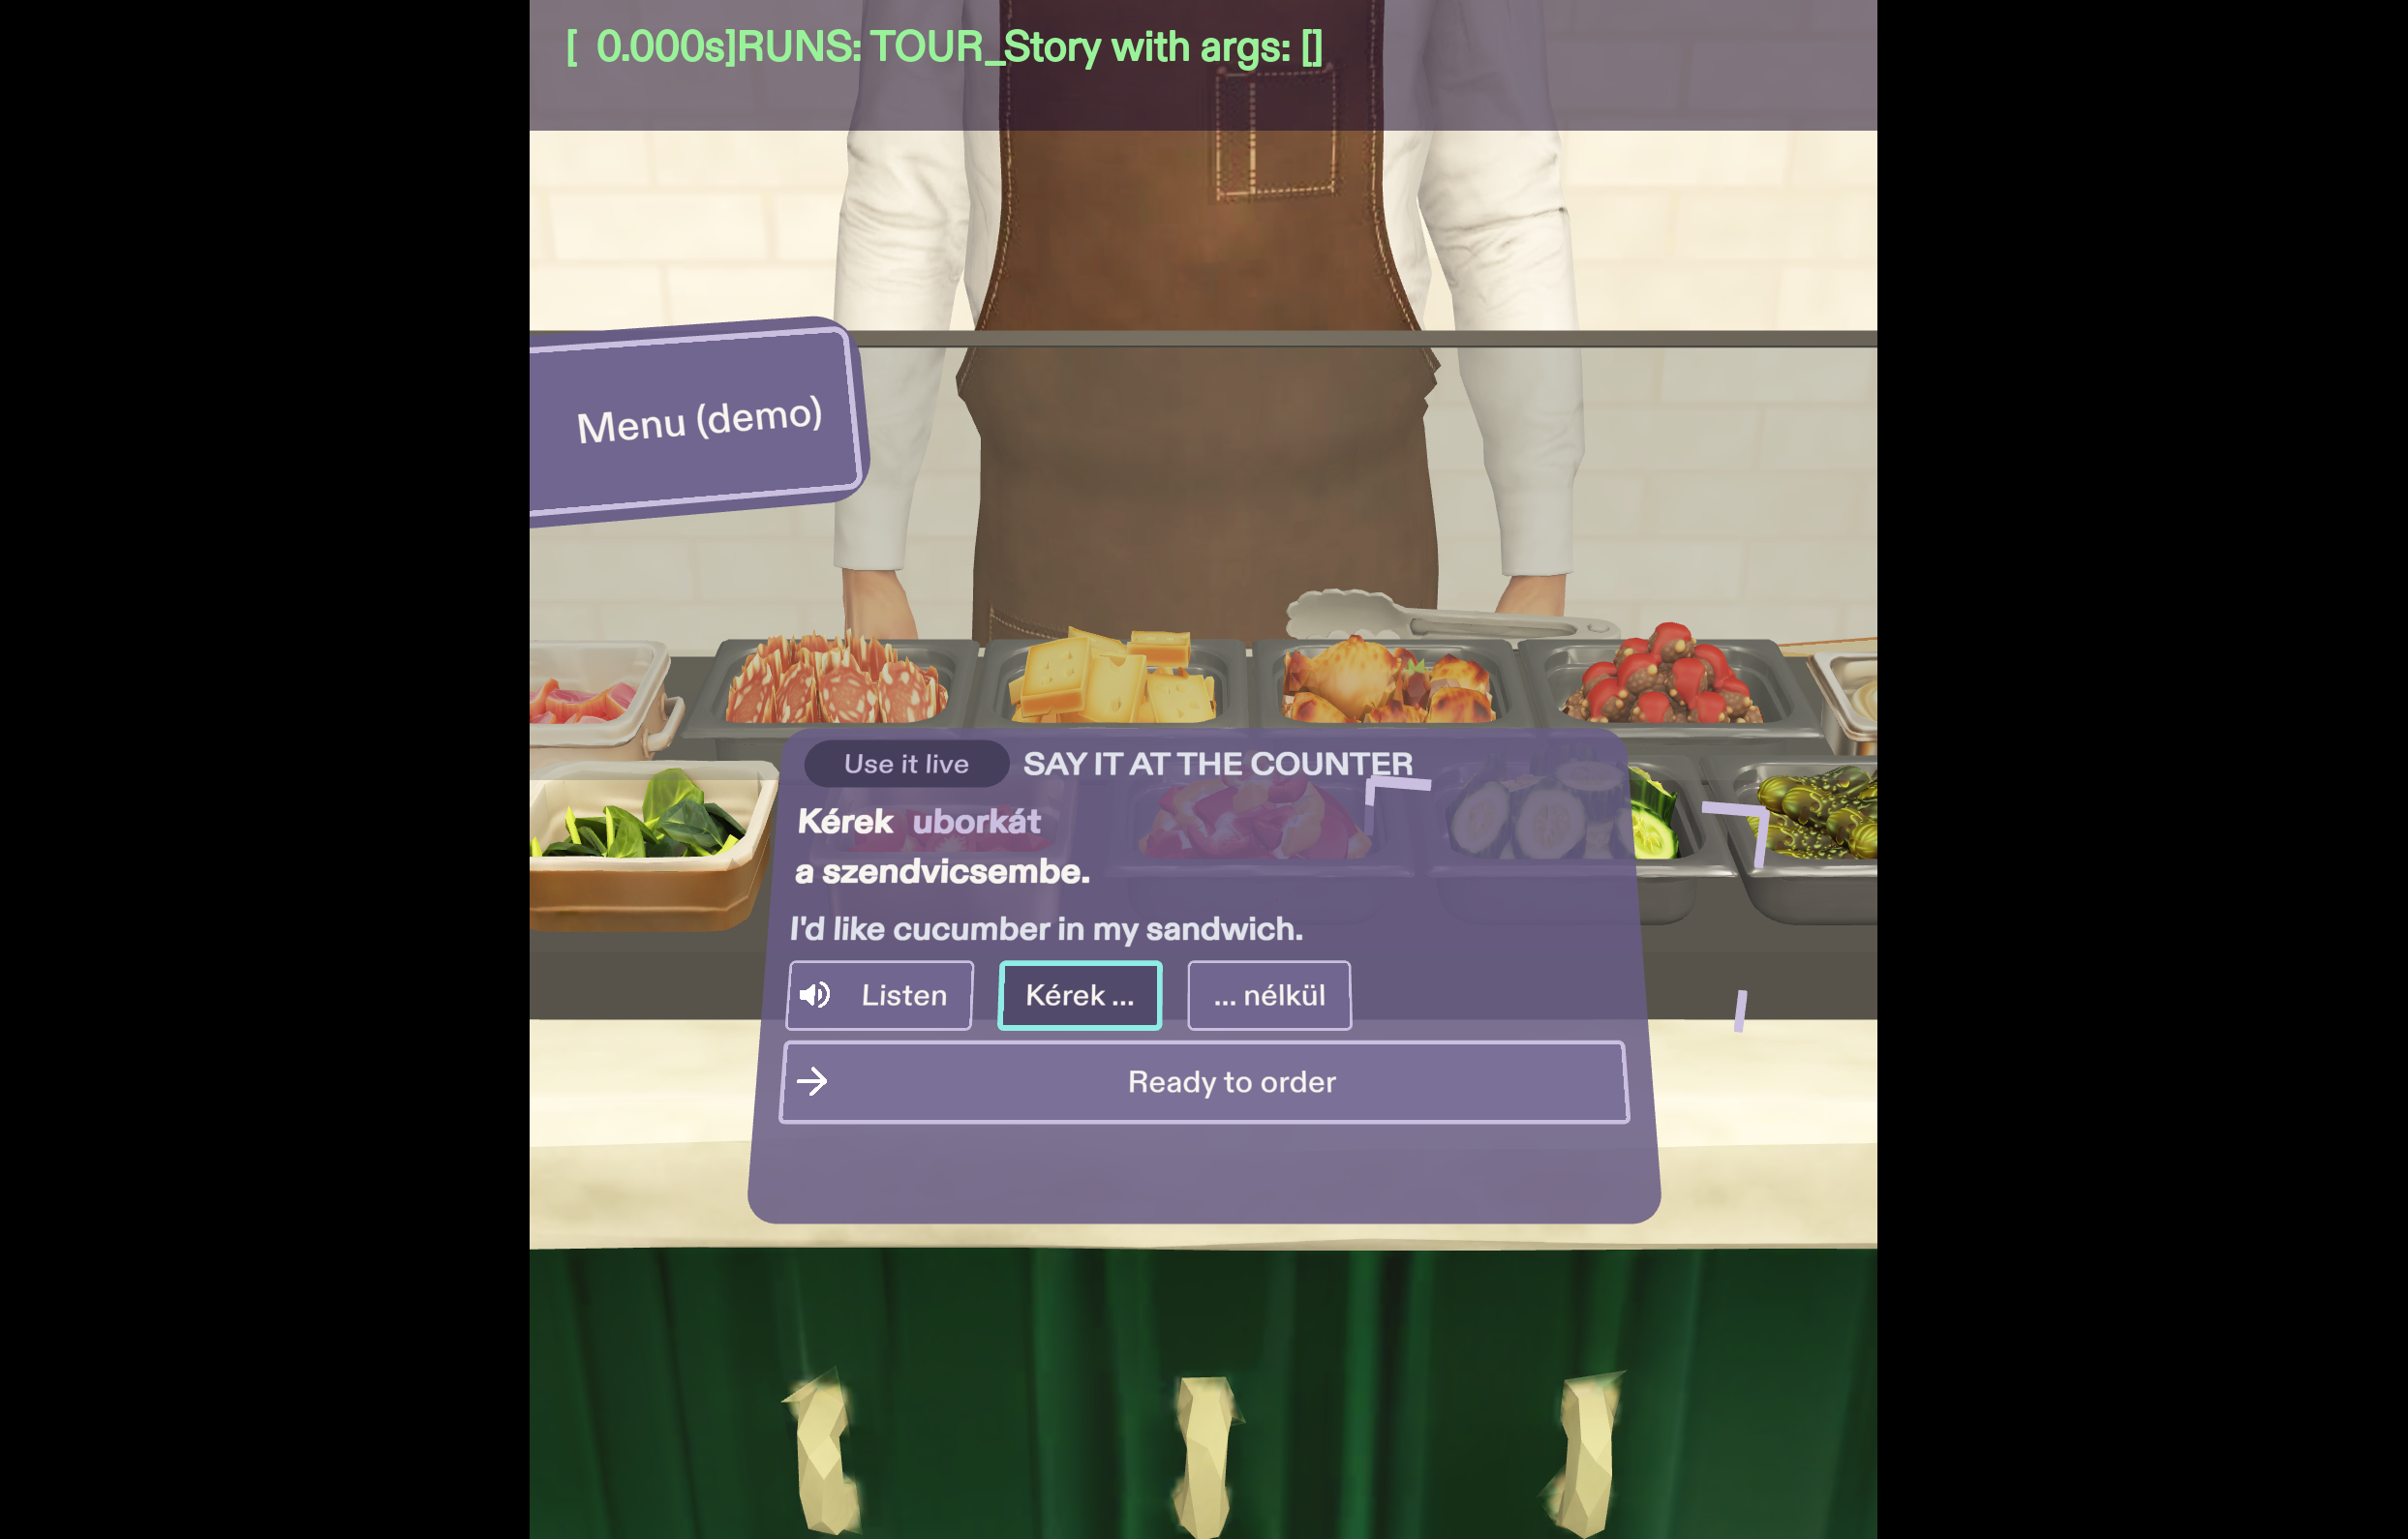 [  0.000s]RUNS: TOUR_Story with args: []
Menu (demo)
Use it live SAY IT AT THE COUNTER
Kérek uborkát
a szendvicsembe.
I'd like cucumber in my sandwich.
Listen Kérek ... ... nélkül
Ready to order